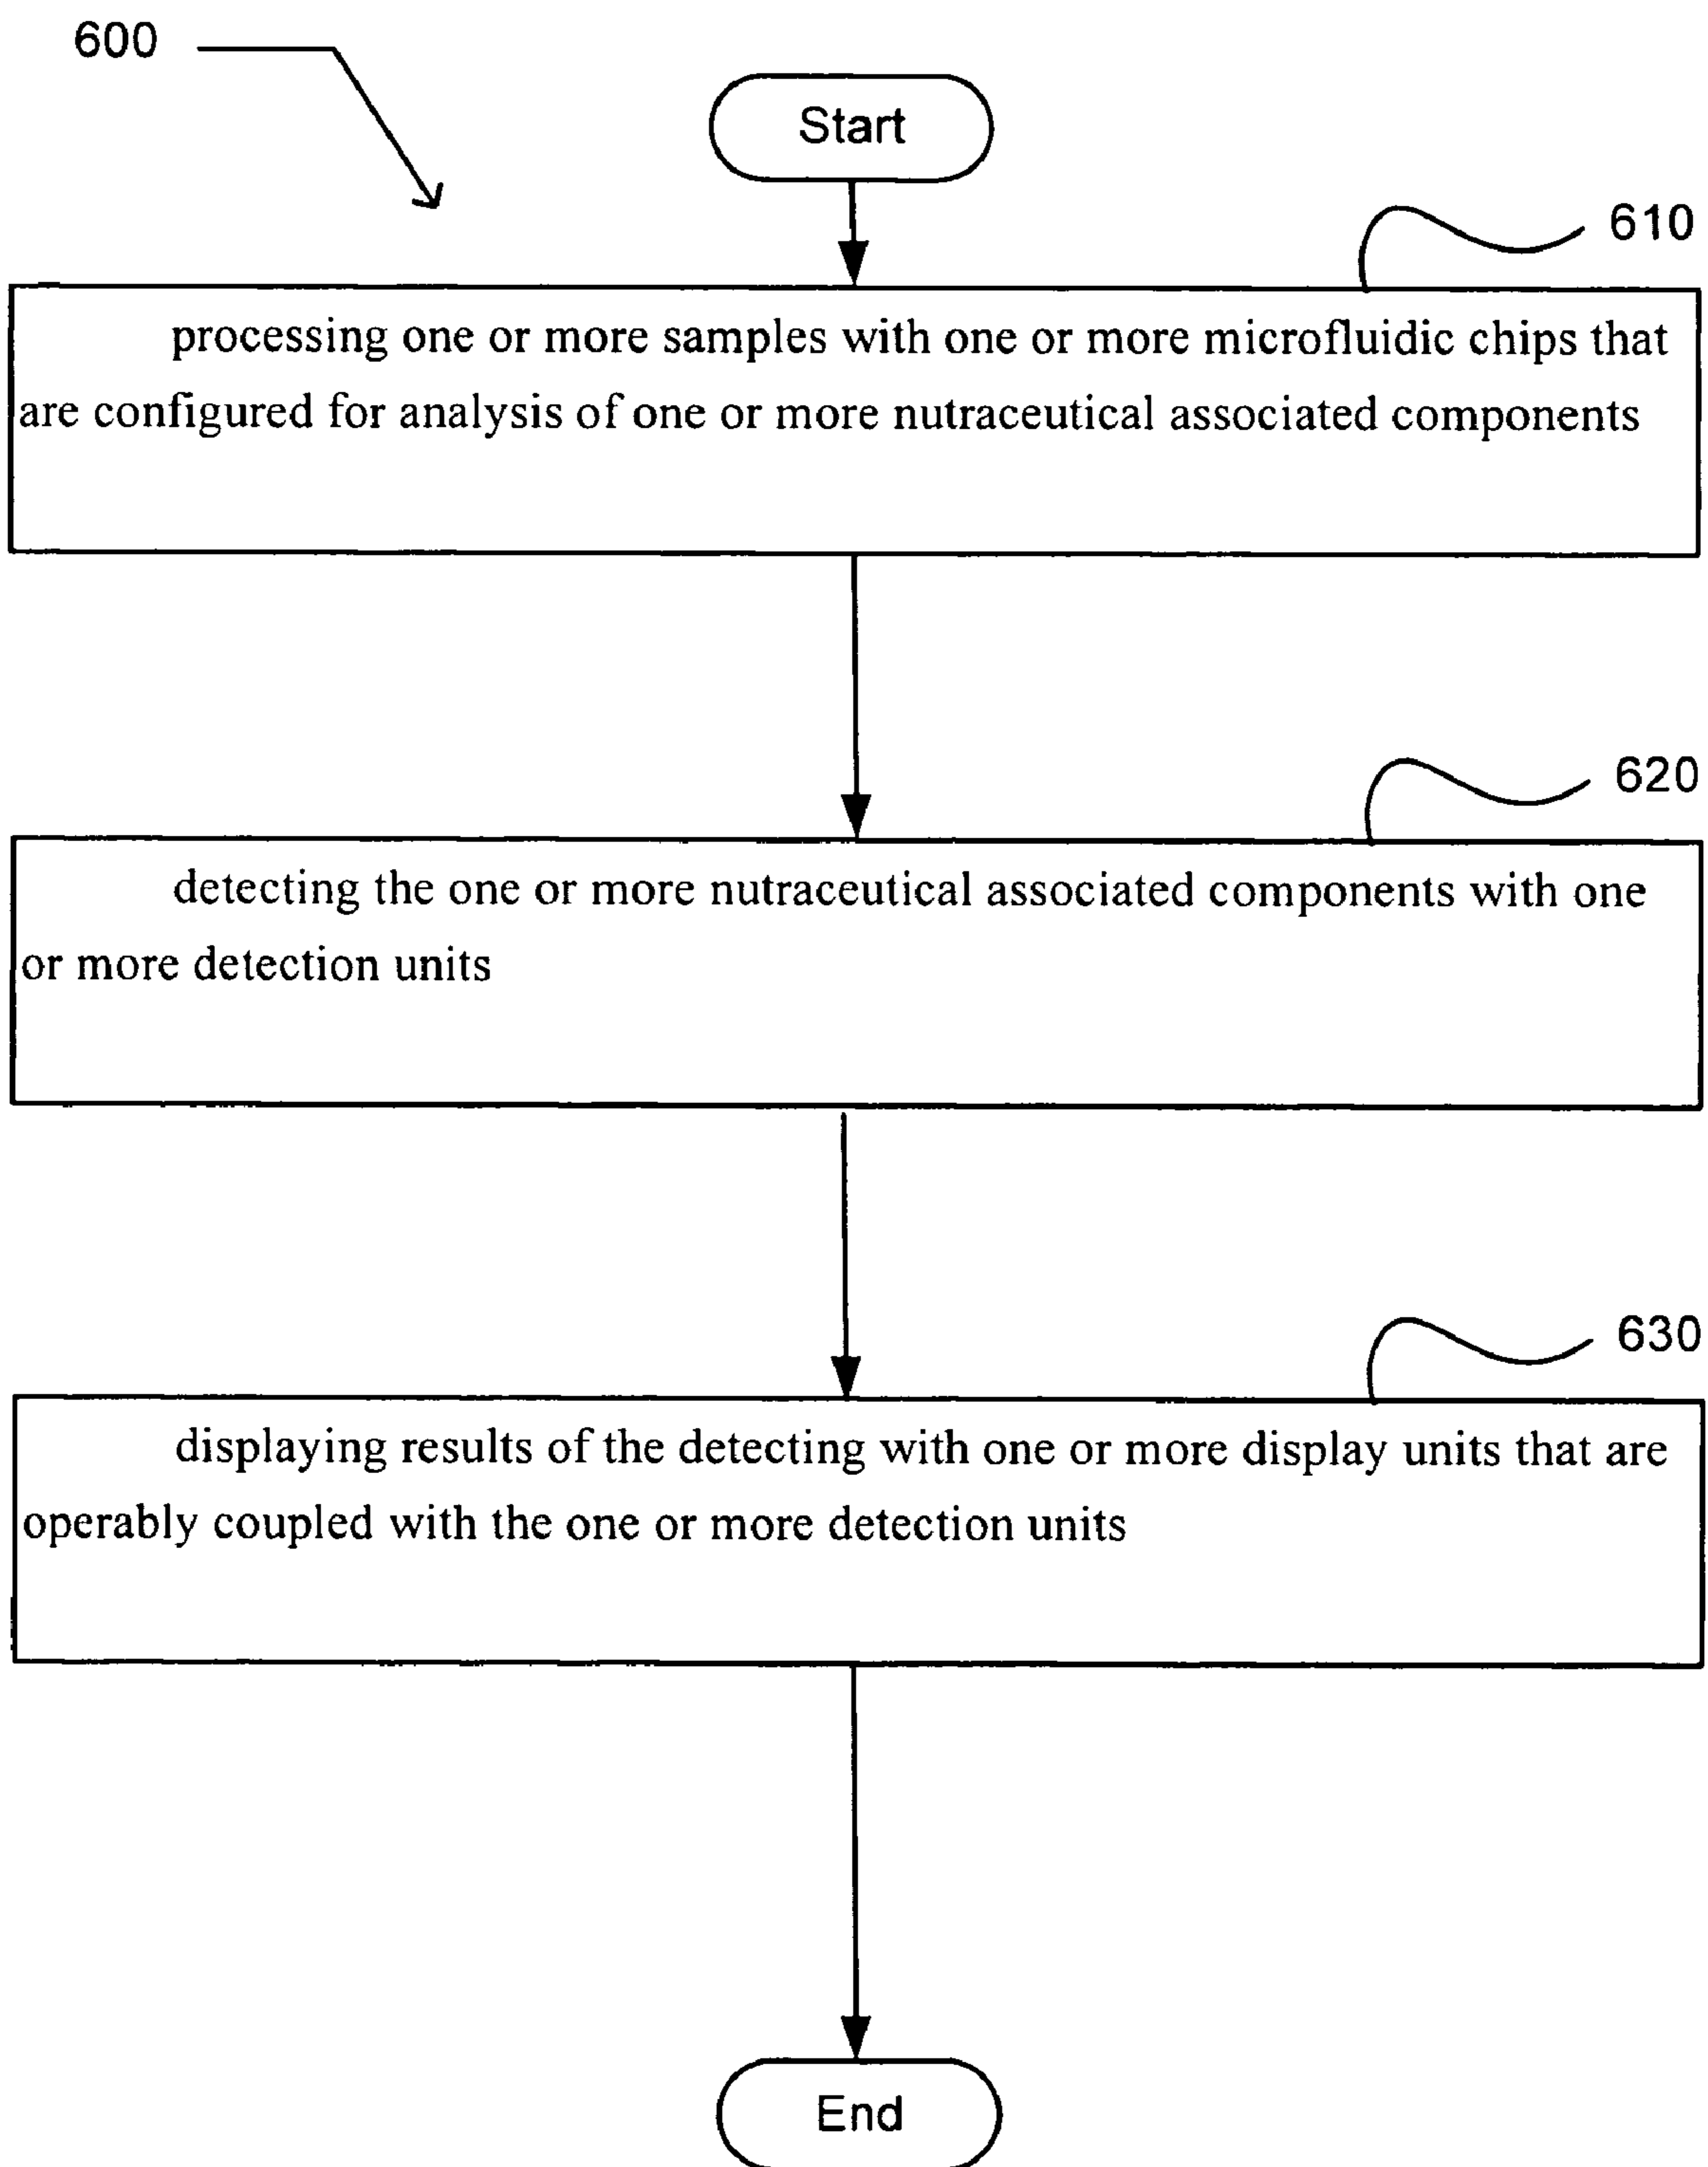 600
Start
610
processing one or more samples with one or more microfluidic chips that
are configured for analysis of one or more nutraceutical associated components
620
detecting the one or more nutraceutical associated components with one
or more detection units
630
displaying results of the detecting with one or more display units that are
operably coupled with the one or more detection units
End